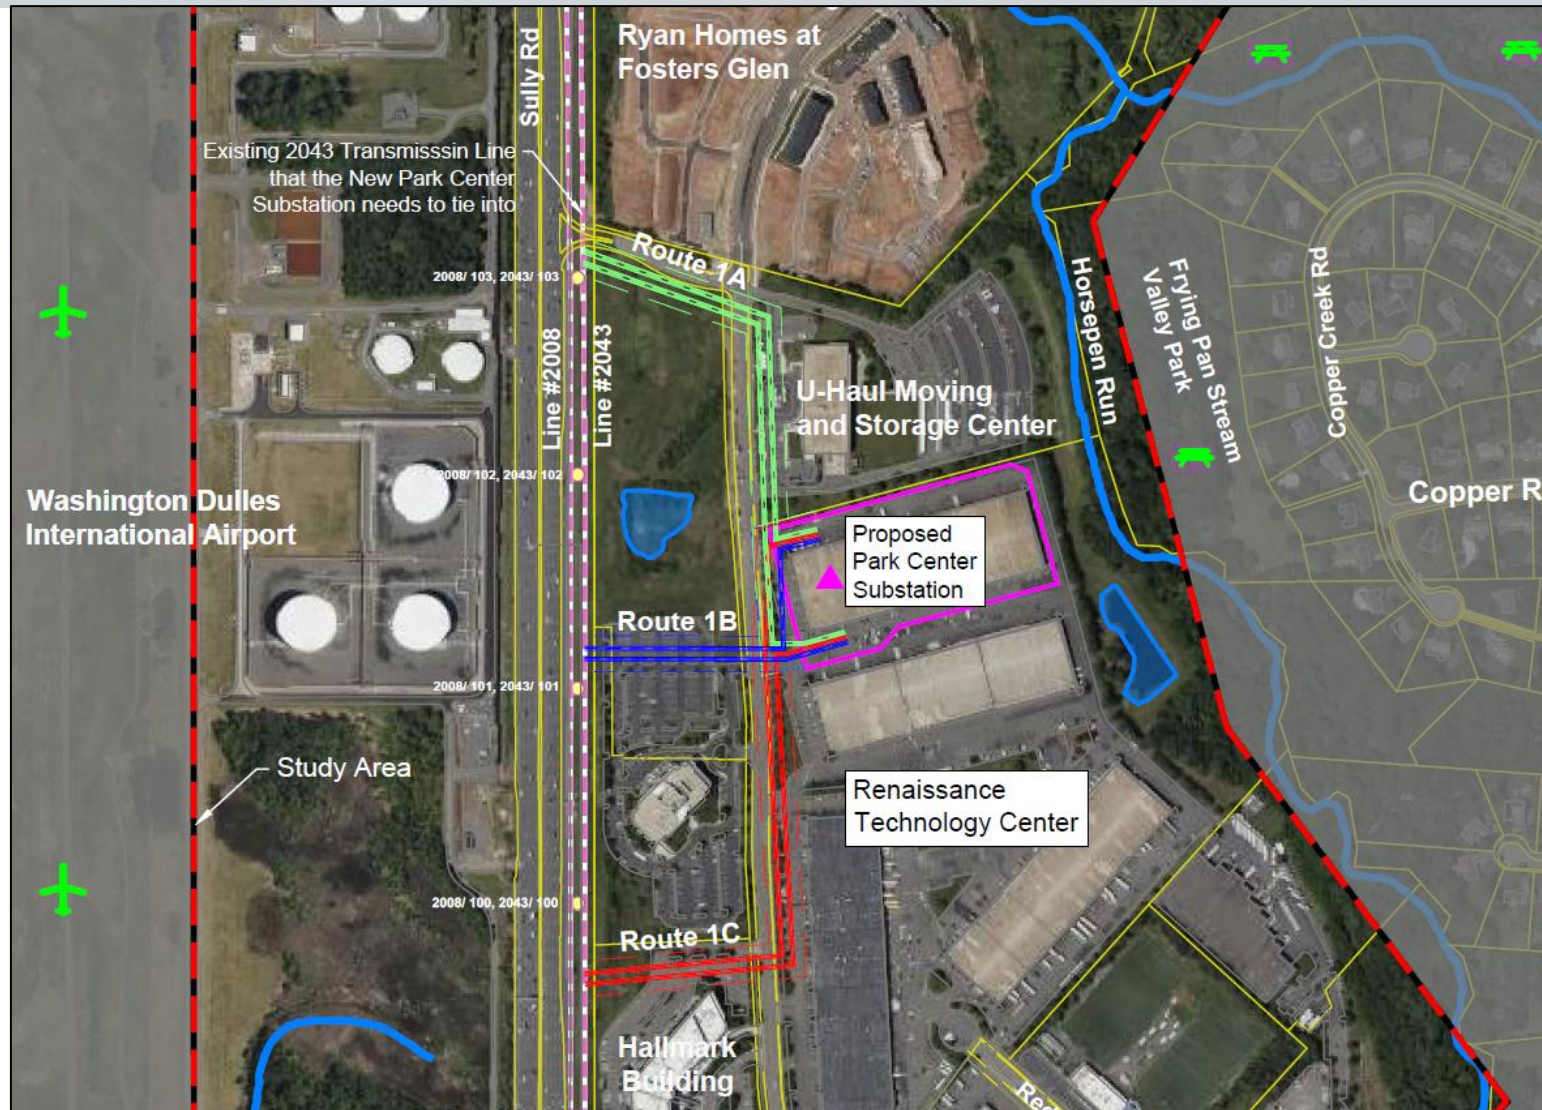 Ryan Homes at
Fosters Glen
Sully Rd
Existing 2043 Transmisssin Line
that the New Park Center
Substation needs to tie into
Route 1A
2008/ 103, 2043/ 103
Line #2008
Line #2043
Horsepen Run
Frying Pan Stream
Valley Park
Copper Creek Rd
U-Haul Moving
and Storage Center
2008/ 102, 2043/ 102
Copper R
Washington Dulles
International Airport
Proposed
Park Center
Substation
Route 1B
2008/ 101, 2043/ 101
Study Area
Renaissance
Technology Center
2008/ 100, 2043/ 100
Route 1C
Hallmark
Building
Red